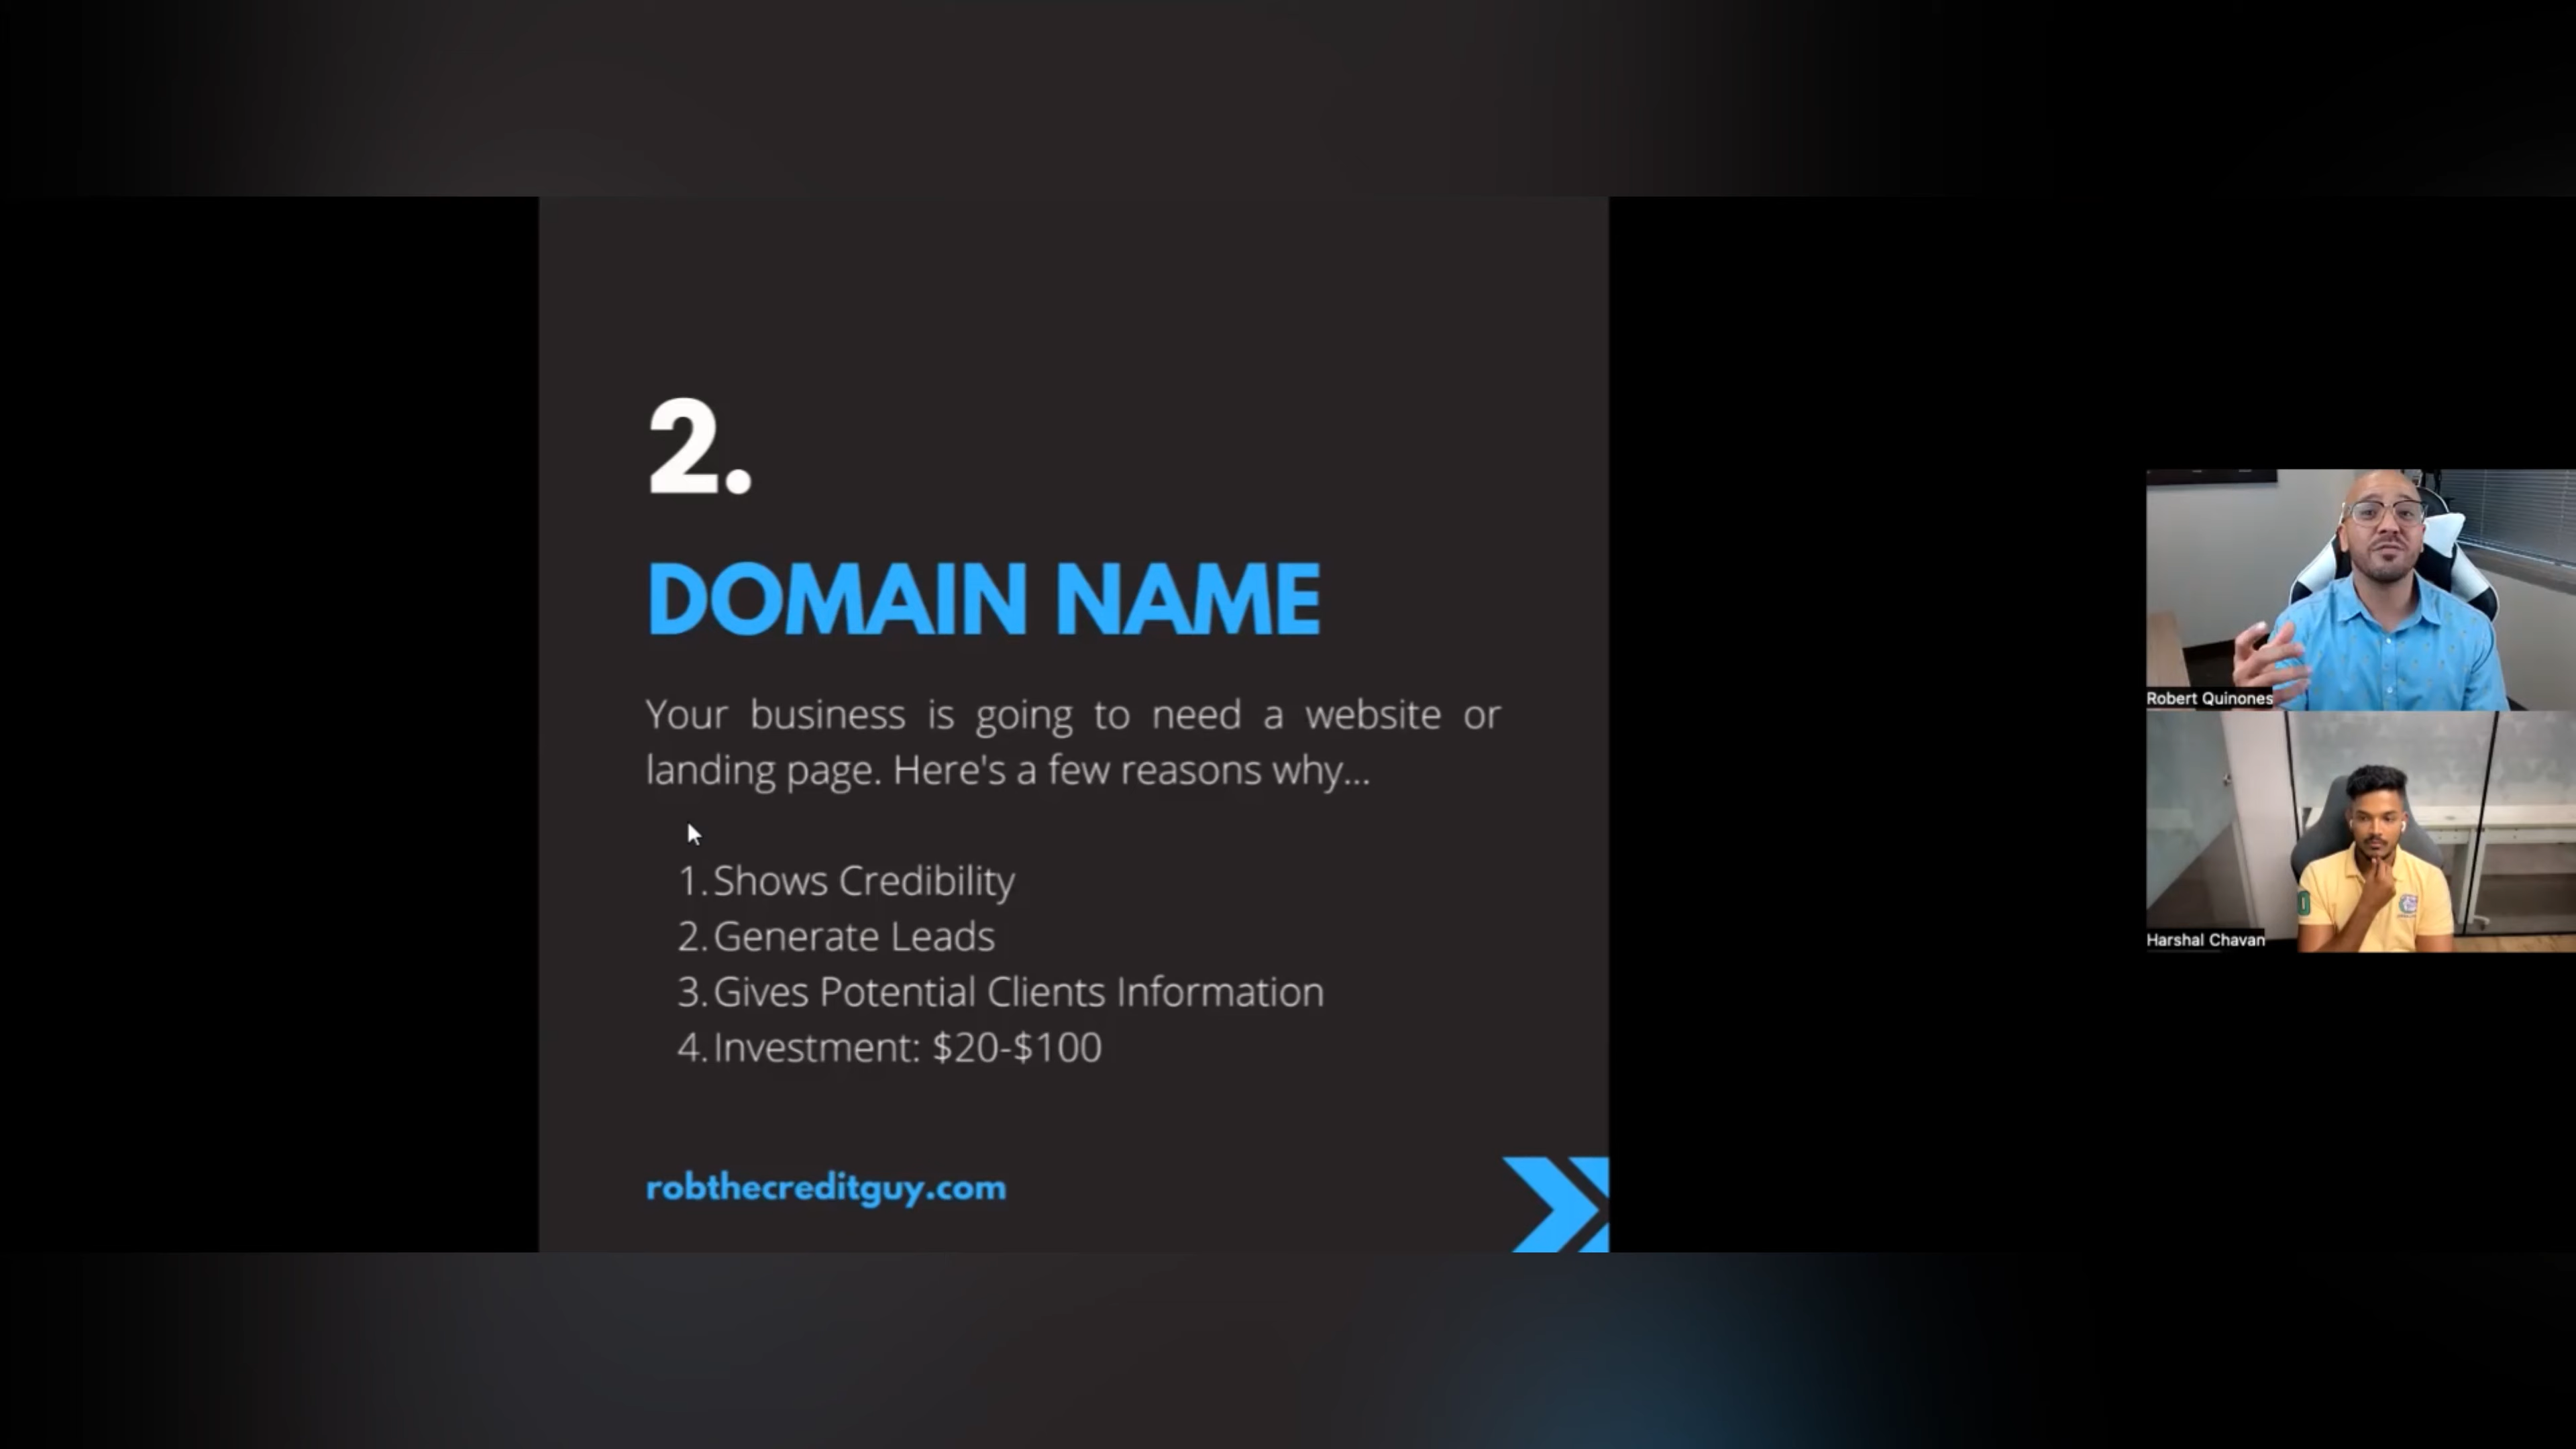 2.
DOMAIN NAME
Your business is going to need a website or
landing page. Here's a few reasons why...
1. Shows Credibility
2. Generate Leads
3. Gives Potential Clients Information
4. Investment: $20-$100
robthecreditguy.com
Robert Quinones
Harshal Chavan